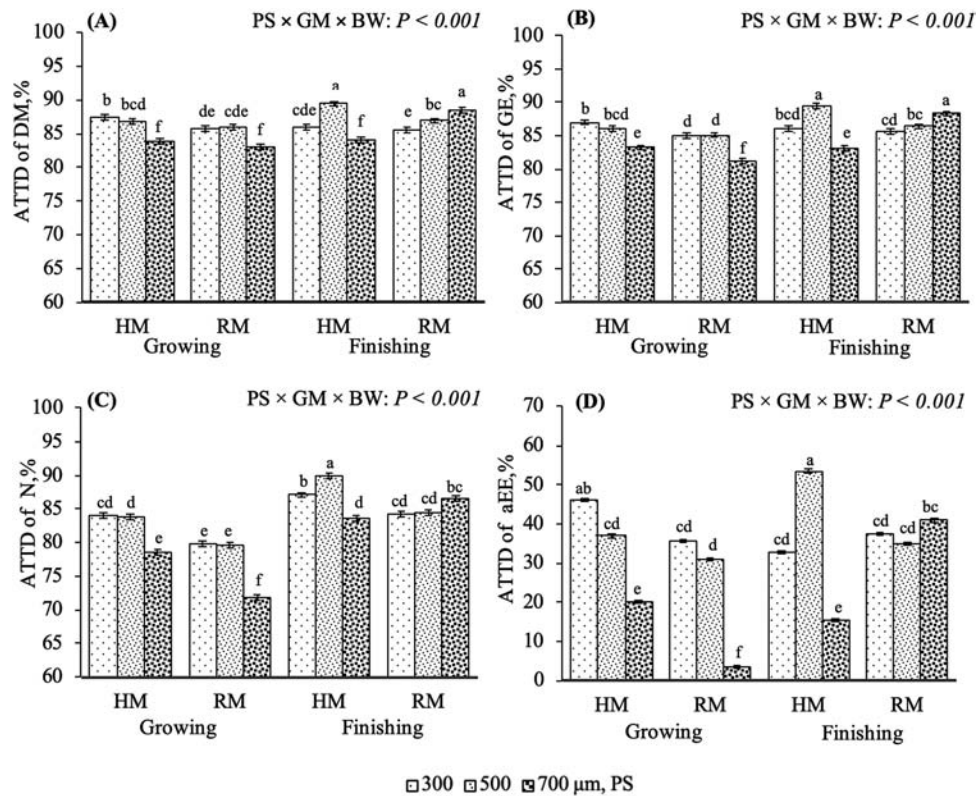 (A) PS × GM × BW: P < 0.001
ATTD of DM,%
100
95
90
85
80
75
70
65
60
b bcd f de cde f cde a f e bc a
HM RM HM RM
Growing Finishing
(B) PS × GM × BW: P < 0.001
ATTD of GE,%
100
95
90
85
80
75
70
65
60
b bcd e d d f bcd a e cd bc a
HM RM HM RM
Growing Finishing
(C) PS × GM × BW: P < 0.001
ATTD of N,%
100
95
90
85
80
75
70
65
60
cd d e e e f b a d cd cd bc
HM RM HM RM
Growing Finishing
(D) PS × GM × BW: P < 0.001
ATTD of aEE,%
70
60
50
40
30
20
10
0
ab cd e cd d f cd a e cd cd bc
HM RM HM RM
Growing Finishing
300 500 700 μm, PS